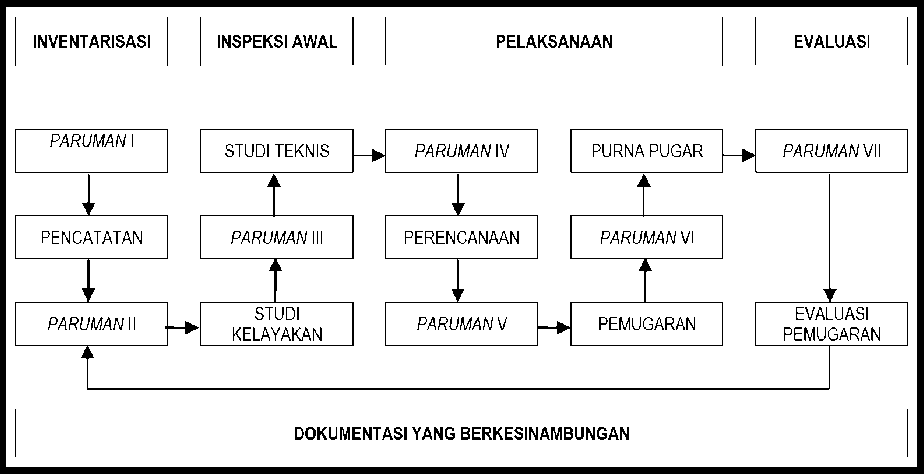 INVENTARISASI
INSPEKSI AWAL
PELAKSANAAN
EVALUASI
PARUMAN I
STUDI TEKNIS
PARUMAN IV
PURNA PUGAR
PARUMAN VII
PENCATATAN
PARUMAN III
PERENCANAAN
PARUMAN VI
PARUMAN II
STUDI
KELAYAKAN
PARUMAN V
PEMUGARAN
EVALUASI
PEMUGARAN
DOKUMENTASI YANG BERKESINAMBUNGAN